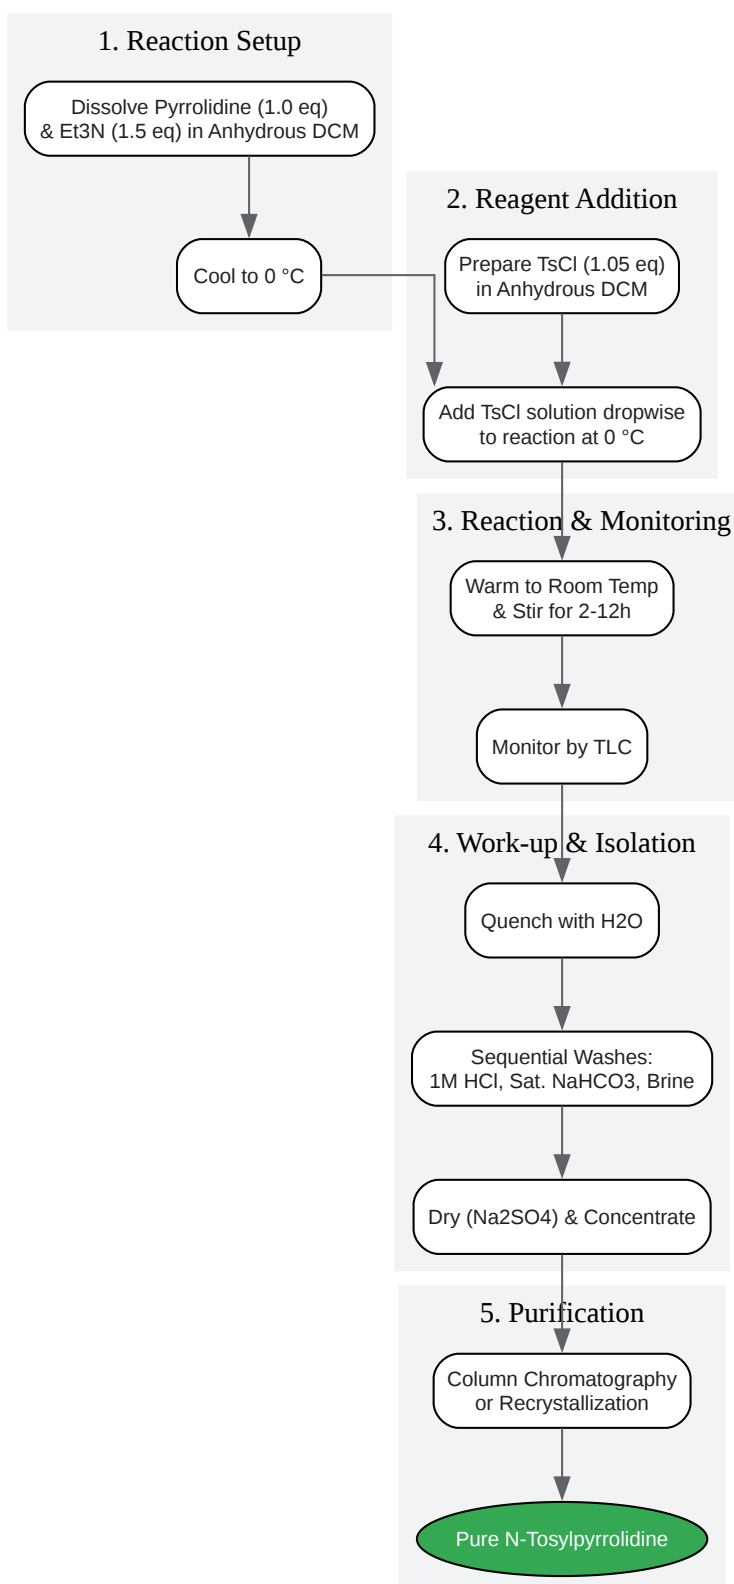 1. Reaction Setup
Dissolve Pyrrolidine (1.0 eq)
& Et3N (1.5 eq) in Anhydrous DCM
Cool to 0 °C
2. Reagent Addition
Prepare TsCl (1.05 eq)
in Anhydrous DCM
Add TsCl solution dropwise
to reaction at 0 °C
3. Reaction & Monitoring
Warm to Room Temp
& Stir for 2-12h
Monitor by TLC
4. Work-up & Isolation
Quench with H2O
Sequential Washes:
1M HCl, Sat. NaHCO3, Brine
Dry (Na2SO4) & Concentrate
5. Purification
Column Chromatography
or Recrystallization
Pure N-Tosylpyrrolidine